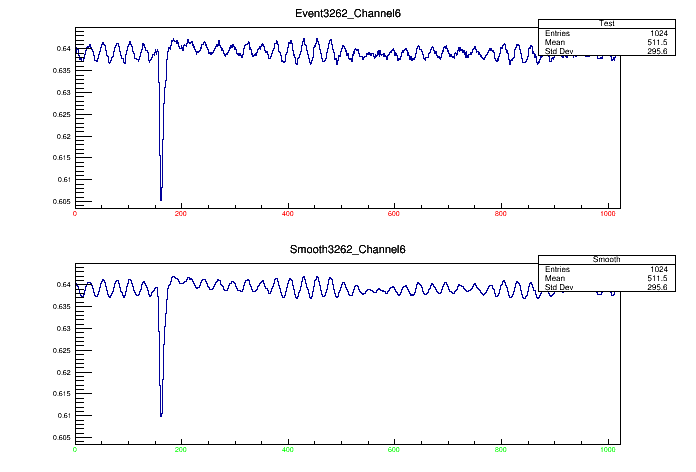 Event3262_Channel6
Test
Entries 1024
Mean 511.5
Std Dev 295.6
0.64
0.635
0.63
0.625
0.62
0.615
0.61
0.605
0 200 400 600 800 1000
Smooth3262_Channel6
Smooth
Entries 1024
Mean 511.5
Std Dev 295.6
0.64
0.635
0.63
0.625
0.62
0.615
0.61
0.605
0 200 400 600 800 1000